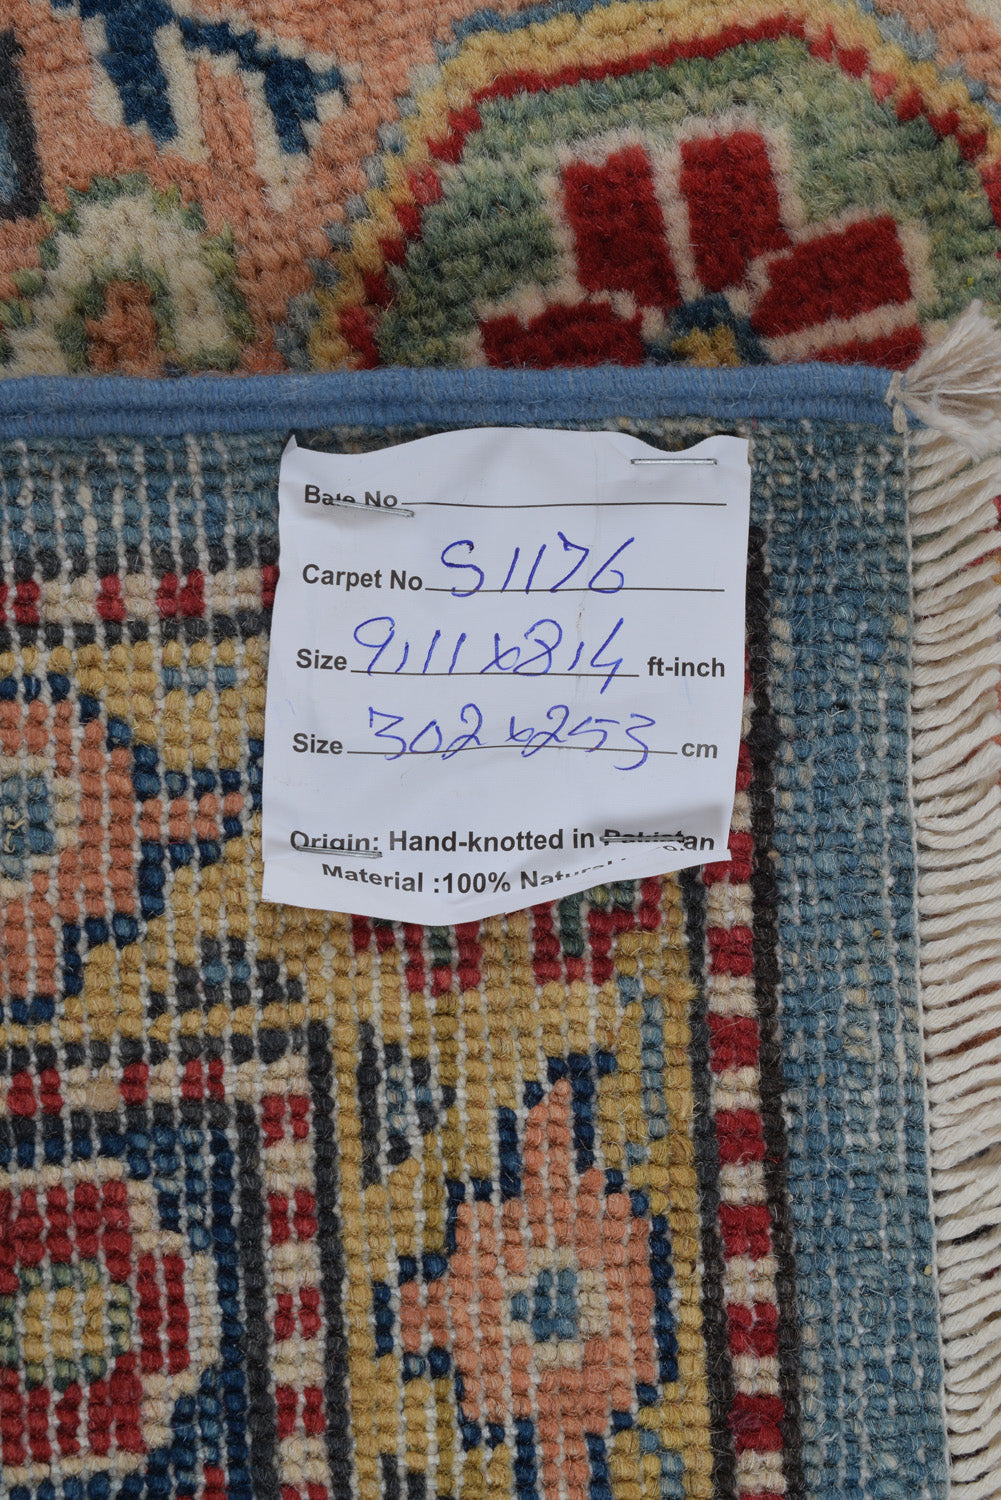 Bale No
Carpet No S1176
Size 9,11x8,4 ft-inch
Size 302x253 cm
Origin: Hand-knotted in Pakistan
Material :100% Natural